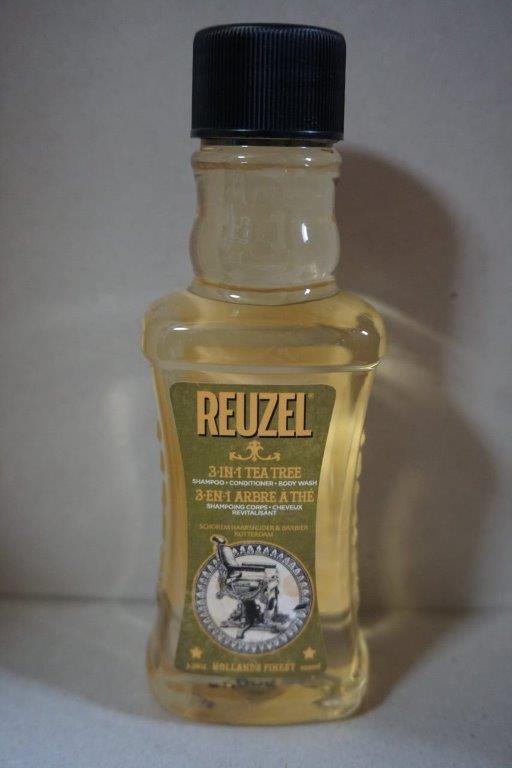 REUZEL®
3-IN-1 TEA TREE
SHAMPOO • CONDITIONER • BODY WASH
3-EN-1 ARBRE À THÉ
SHAMPOING CORPS • CHEVEUX
REVITALISANT
SCHOREM HAARSNIJDER & BARBIER
ROTTERDAM
HOLLANDS FINEST